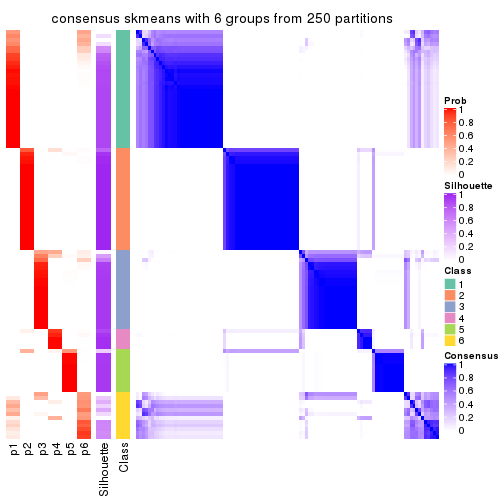 consensus skmeans with 6 groups from 250 partitions
Prob
1
0.8
0.6
0.4
0.2
0
Silhouette
1
0.8
0.6
0.4
0.2
0
Class
1
2
3
4
5
6
Consensus
1
0.8
0.6
0.4
0.2
0
p1
p2
p3
p4
p5
p6
Silhouette
Class